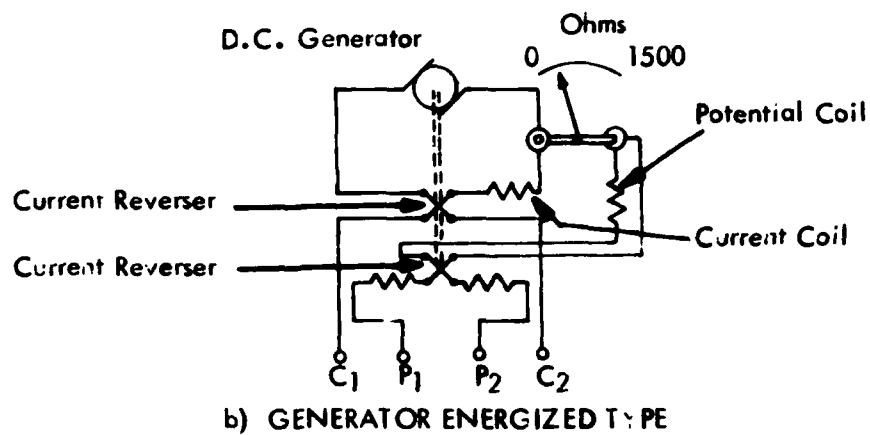 Ohms
D.C. Generator
0 1500
Potential Coil
Current Reverser
Current Coil
Current Reverser
C1 P1 P2 C2
b) GENERATOR ENERGIZED TYPE